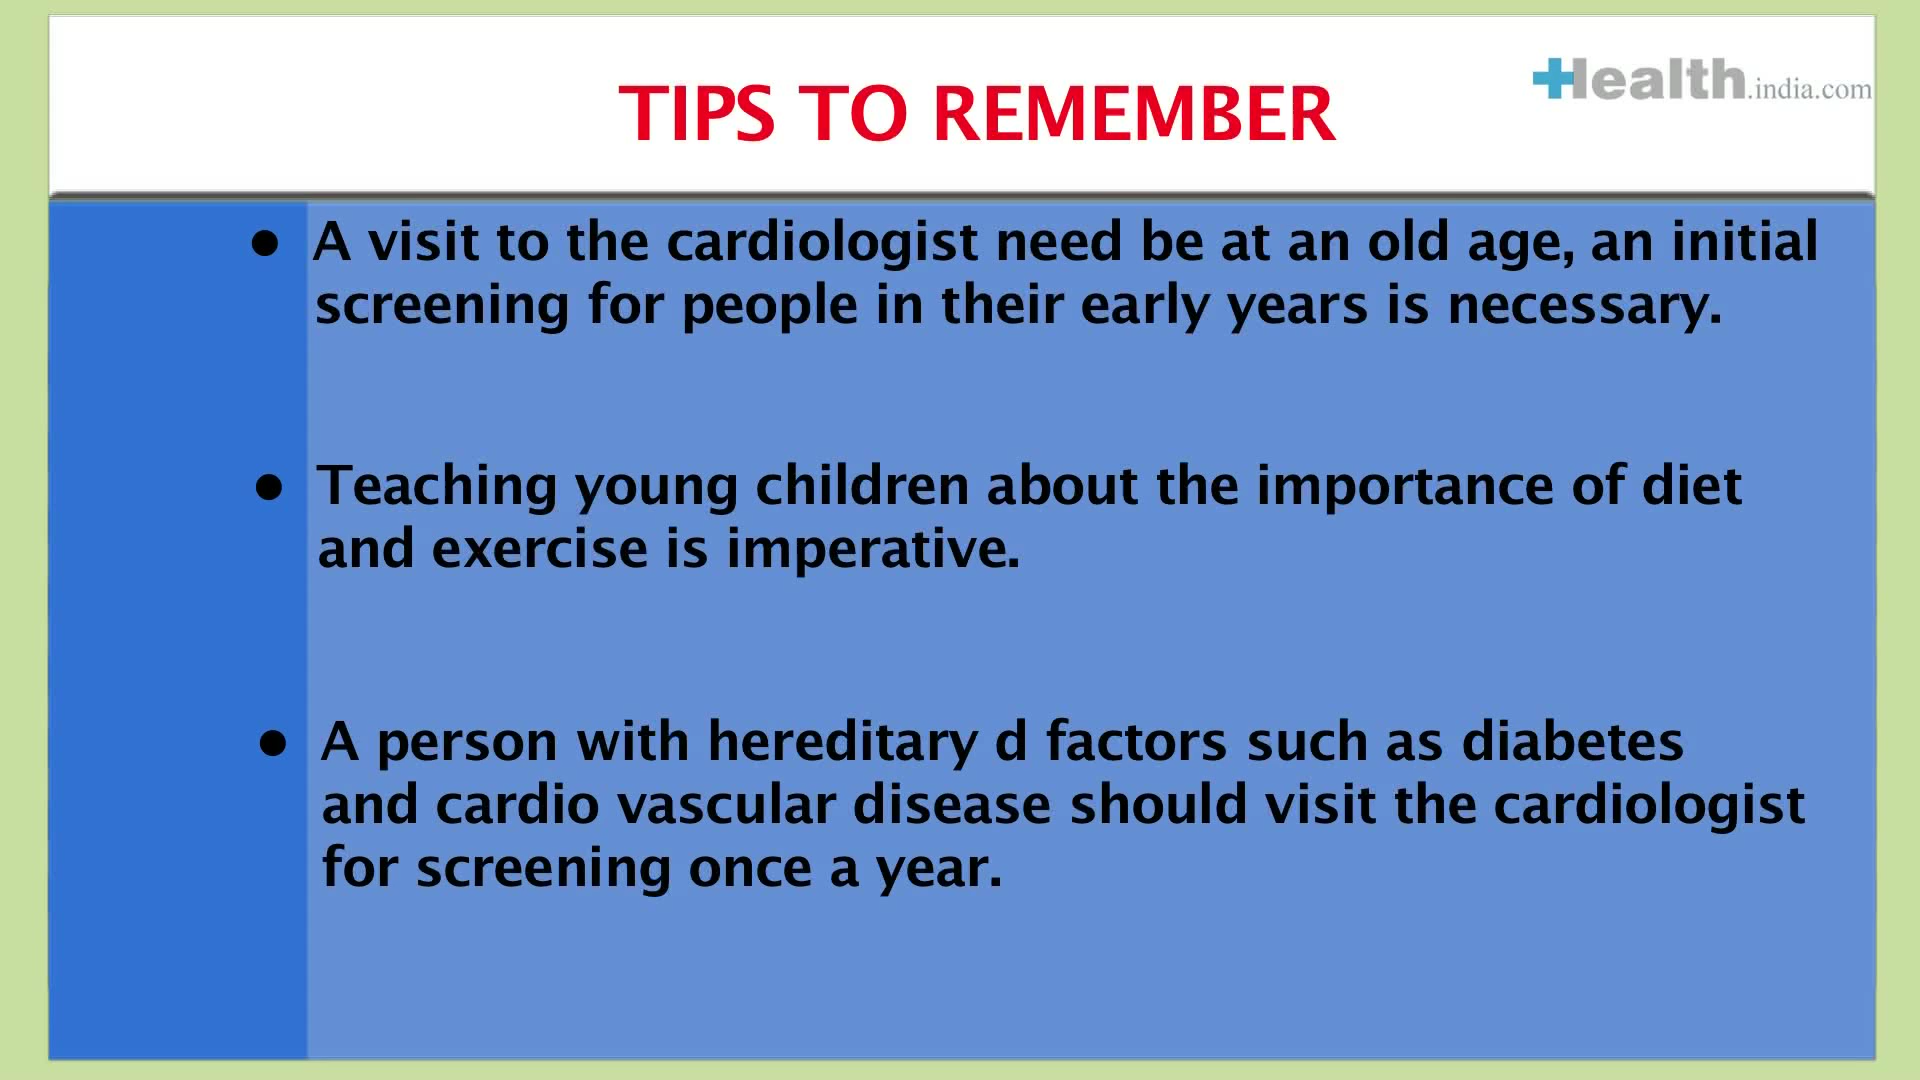 TIPS TO REMEMBER
Health.india.com
• A visit to the cardiologist need be at an old age, an initial
screening for people in their early years is necessary.
• Teaching young children about the importance of diet
and exercise is imperative.
• A person with hereditary d factors such as diabetes
and cardio vascular disease should visit the cardiologist
for screening once a year.